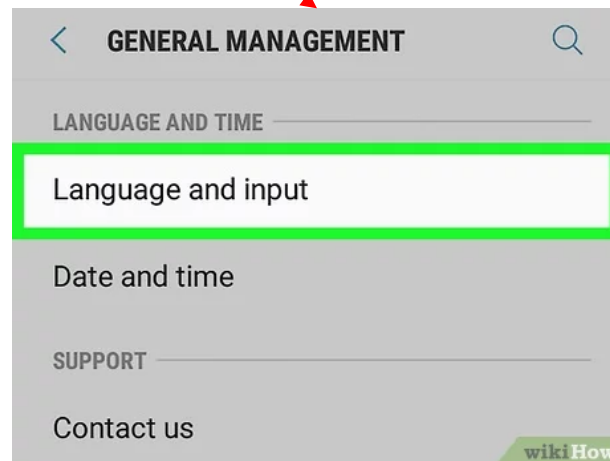 GENERAL MANAGEMENT
LANGUAGE AND TIME
Language and input
Date and time
SUPPORT
Contact us
wikiHow